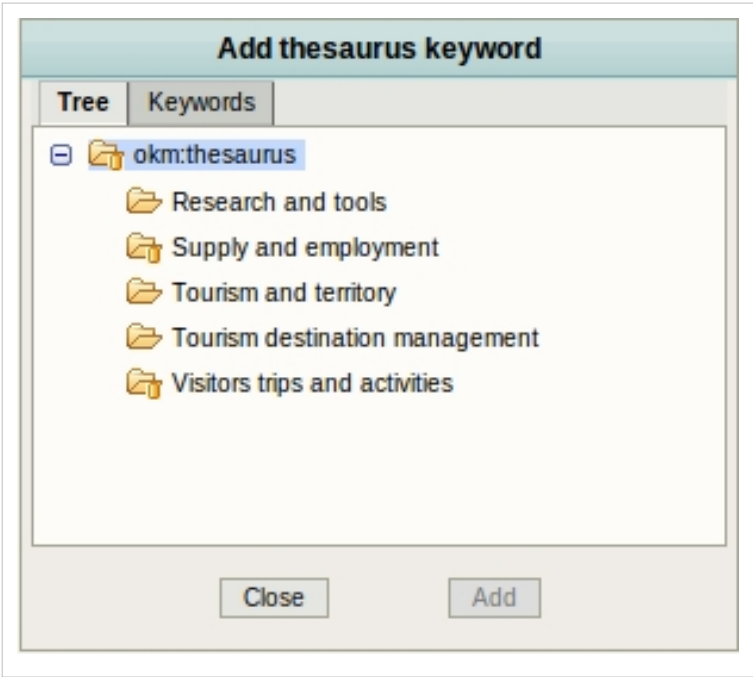 Add thesaurus keyword
Tree Keywords
okm:thesaurus
Research and tools
Supply and employment
Tourism and territory
Tourism destination management
Visitors trips and activities
Close Add